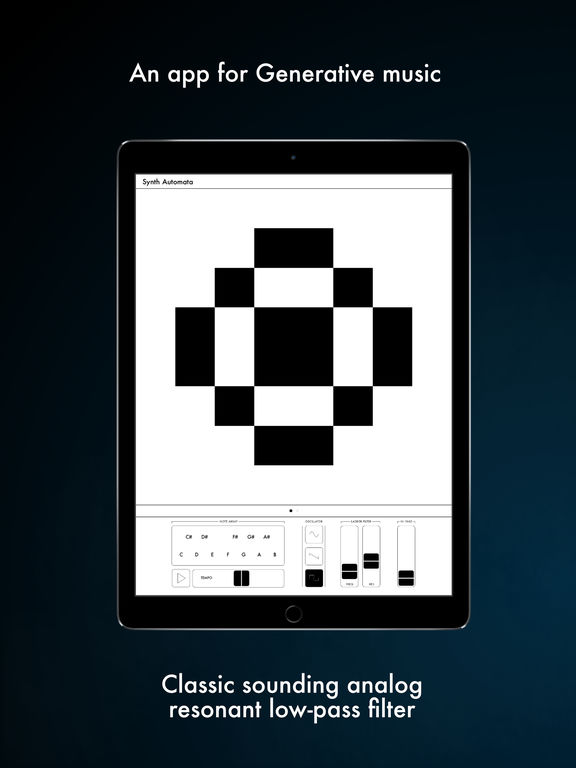 An app for Generative music
Synth Automata
NOTE ARRAY
OSCILLATOR
LADDER FILTER
C# D# F# G# A#
C D E F G A B
TEMPO
FREQ
RES
Classic sounding analog
resonant low-pass filter